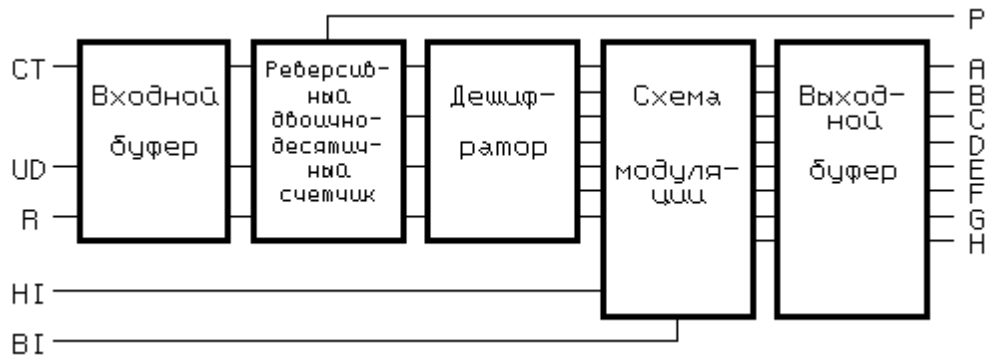 P
CT
Входной
буфер
Реверсив-
ный
двоично-
десятич-
ный
счетчик
Дешиф-
ратор
Схема
модуля-
ции
Выход-
ной
буфер
A
B
C
D
E
F
G
H
UD
R
HI
BI